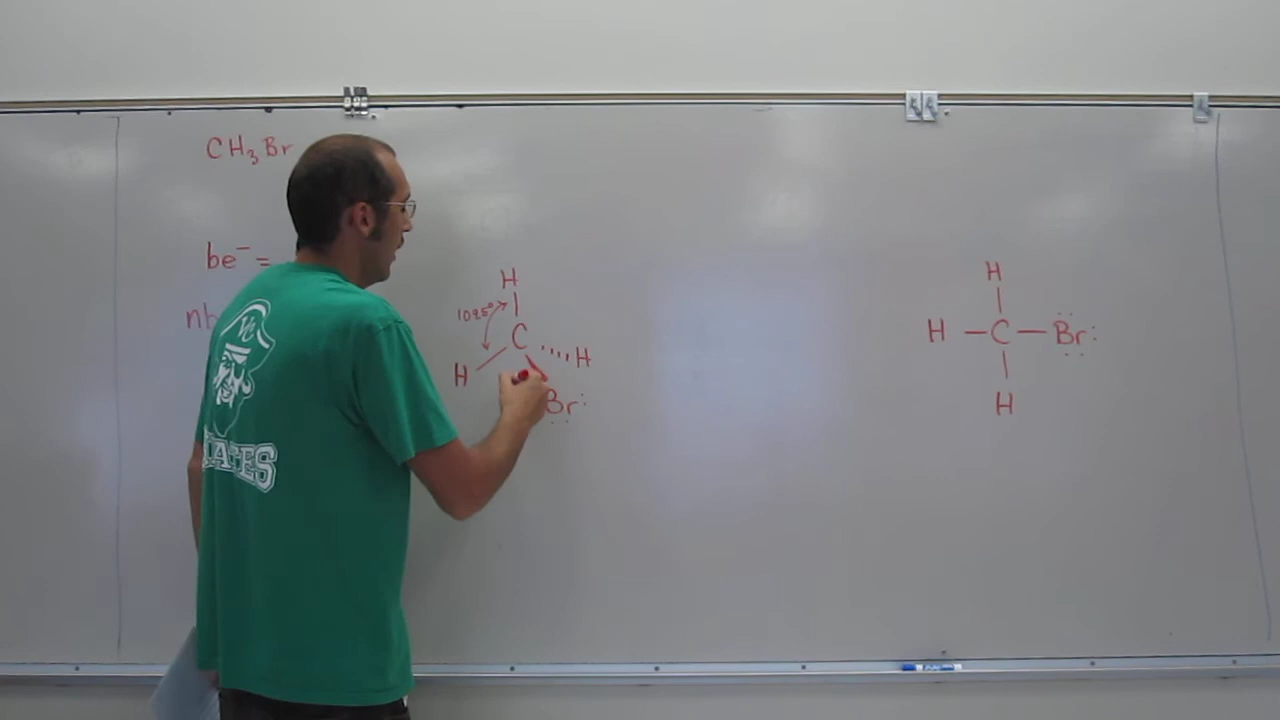 CH₃Br
be⁻ =
nb
H
109.5°
C
H
H
Br:
H
H – C – Br:
H